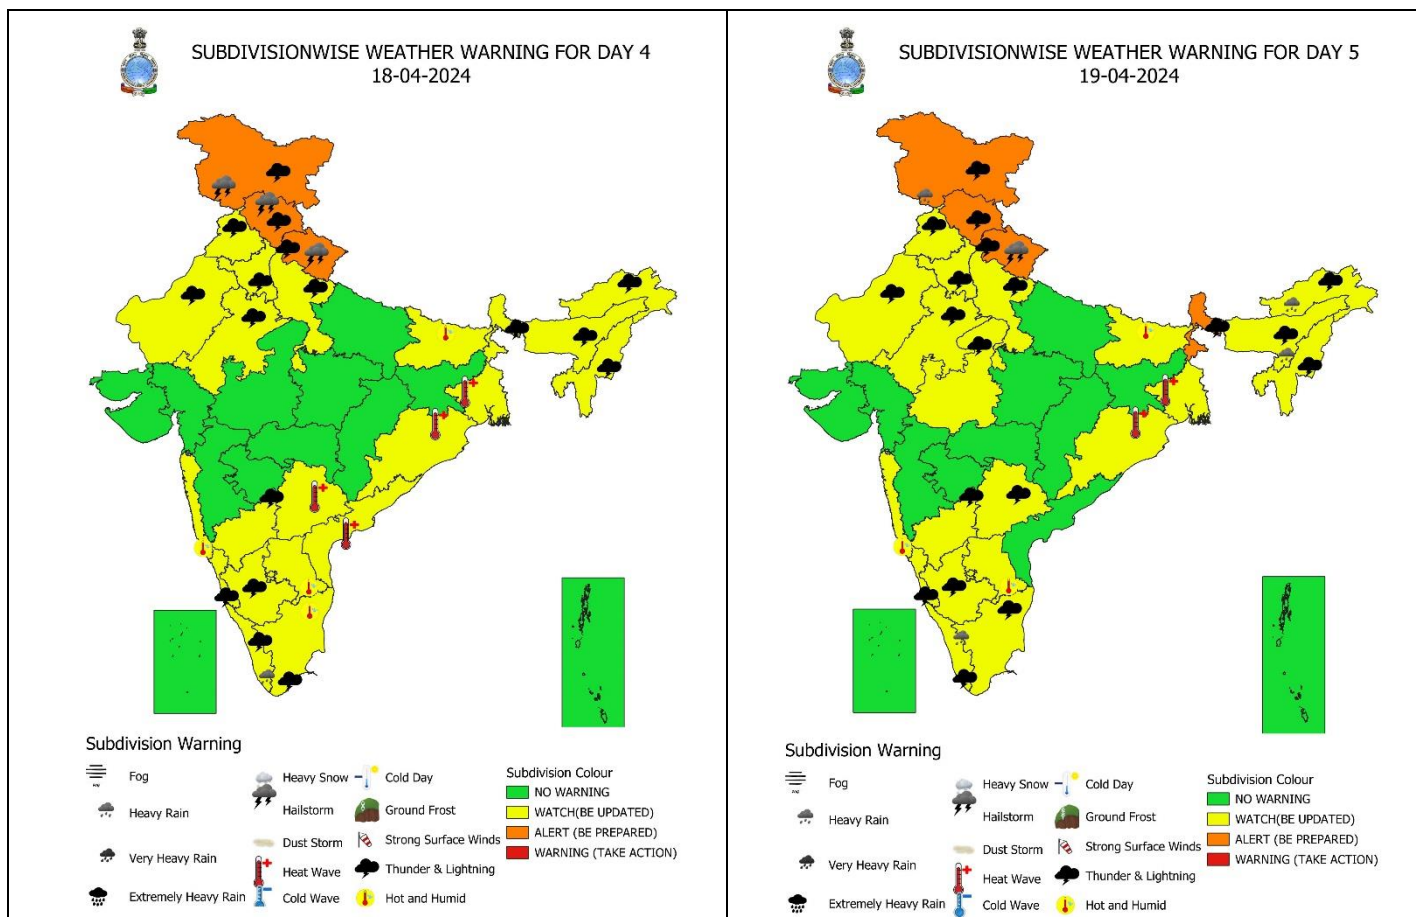 SUBDIVISIONWISE WEATHER WARNING FOR DAY 4
18-04-2024
Subdivision Warning
Fog
Heavy Rain
Very Heavy Rain
Extremely Heavy Rain
Heavy Snow
Hailstorm
Dust Storm
Heat Wave
Cold Wave
Cold Day
Ground Frost
Strong Surface Winds
Thunder & Lightning
Hot and Humid
Subdivision Colour
NO WARNING
WATCH(BE UPDATED)
ALERT (BE PREPARED)
WARNING (TAKE ACTION)
SUBDIVISIONWISE WEATHER WARNING FOR DAY 5
19-04-2024
Subdivision Warning
Fog
Heavy Rain
Very Heavy Rain
Extremely Heavy Rain
Heavy Snow
Hailstorm
Dust Storm
Heat Wave
Cold Wave
Cold Day
Ground Frost
Strong Surface Winds
Thunder & Lightning
Hot and Humid
Subdivision Colour
NO WARNING
WATCH(BE UPDATED)
ALERT (BE PREPARED)
WARNING (TAKE ACTION)